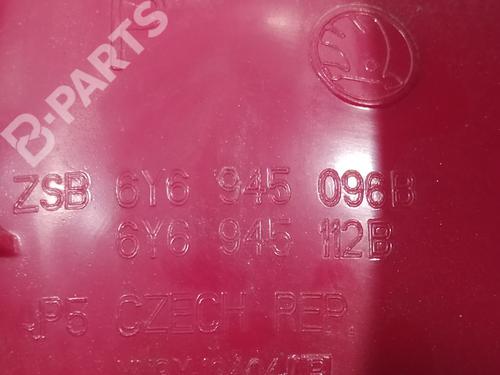 B-PARTS
ZSB 6Y6 945 096B
6Y6 945 112B
JP5 CZECH REP.